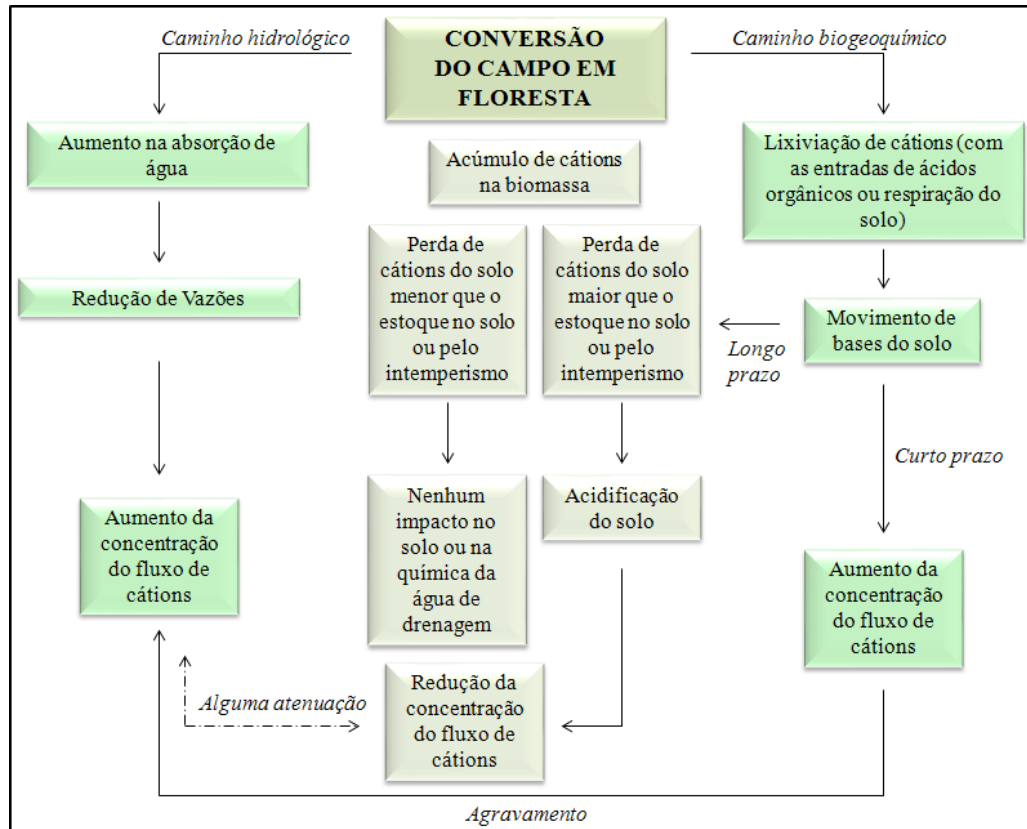 Caminho hidrológico
CONVERSÃO
DO CAMPO EM
FLORESTA
Caminho biogeoquímico
Aumento na absorção de
água
Acúmulo de cátions
na biomassa
Lixiviação de cátions (com
as entradas de ácidos
orgânicos ou respiração do
solo)
Redução de Vazões
Perda de
cátions do solo
menor que o
estoque no solo
ou pelo
intemperismo
Perda de
cátions do solo
maior que o
estoque no solo
ou pelo
intemperismo
Longo
prazo
Movimento de
bases do solo
Curto prazo
Aumento da
concentração
do fluxo de
cátions
Nenhum
impacto no
solo ou na
química da
água de
drenagem
Acidificação
do solo
Aumento da
concentração
do fluxo de
cátions
Alguma atenuação
Redução da
concentração
do fluxo de
cátions
Agravamento